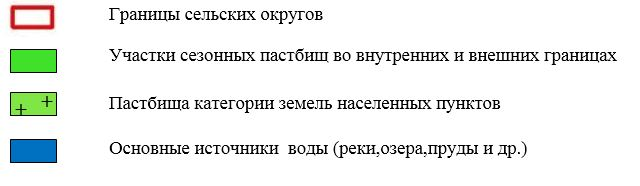 Границы сельских округов
Участки сезонных пастбищ во внутренних и внешних границах
Пастбища категории земель населенных пунктов
Основные источники воды (реки,озера,пруды и др.)